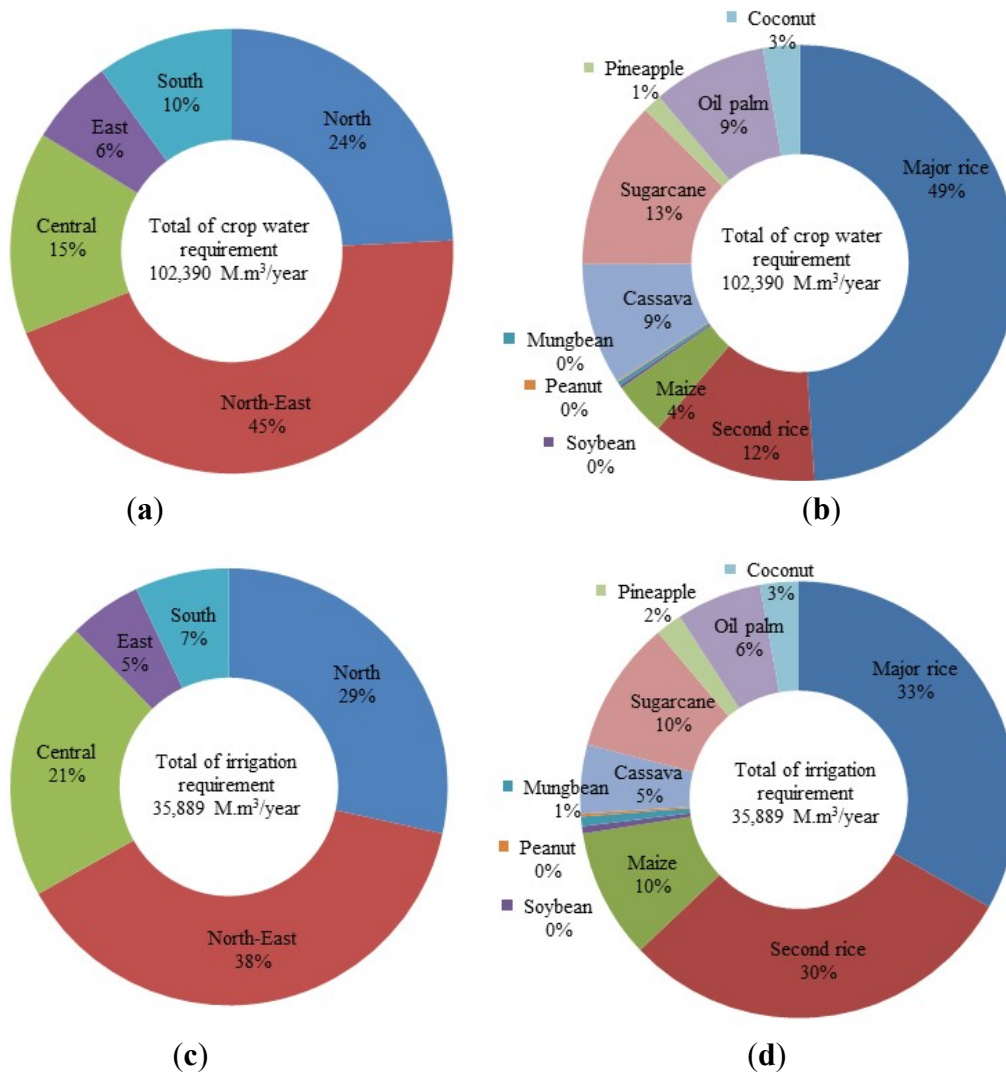 South
10%
North
24%
East
6%
Central
15%
Total of crop water
requirement
102,390 M.m³/year
North-East
45%
(a)
Coconut
3%
Pineapple
1%
Oil palm
9%
Major rice
49%
Sugarcane
13%
Total of crop water
requirement
102,390 M.m³/year
Cassava
9%
Mungbean
0%
Peanut
0%
Maize
4%
Soybean
0%
Second rice
12%
(b)
South
7%
North
29%
East
5%
Central
21%
Total of irrigation
requirement
35,889 M.m³/year
North-East
38%
(c)
Coconut
3%
Pineapple
2%
Oil palm
6%
Major rice
33%
Sugarcane
10%
Total of irrigation
requirement
35,889 M.m³/year
Cassava
5%
Mungbean
1%
Peanut
0%
Maize
10%
Soybean
0%
Second rice
30%
(d)